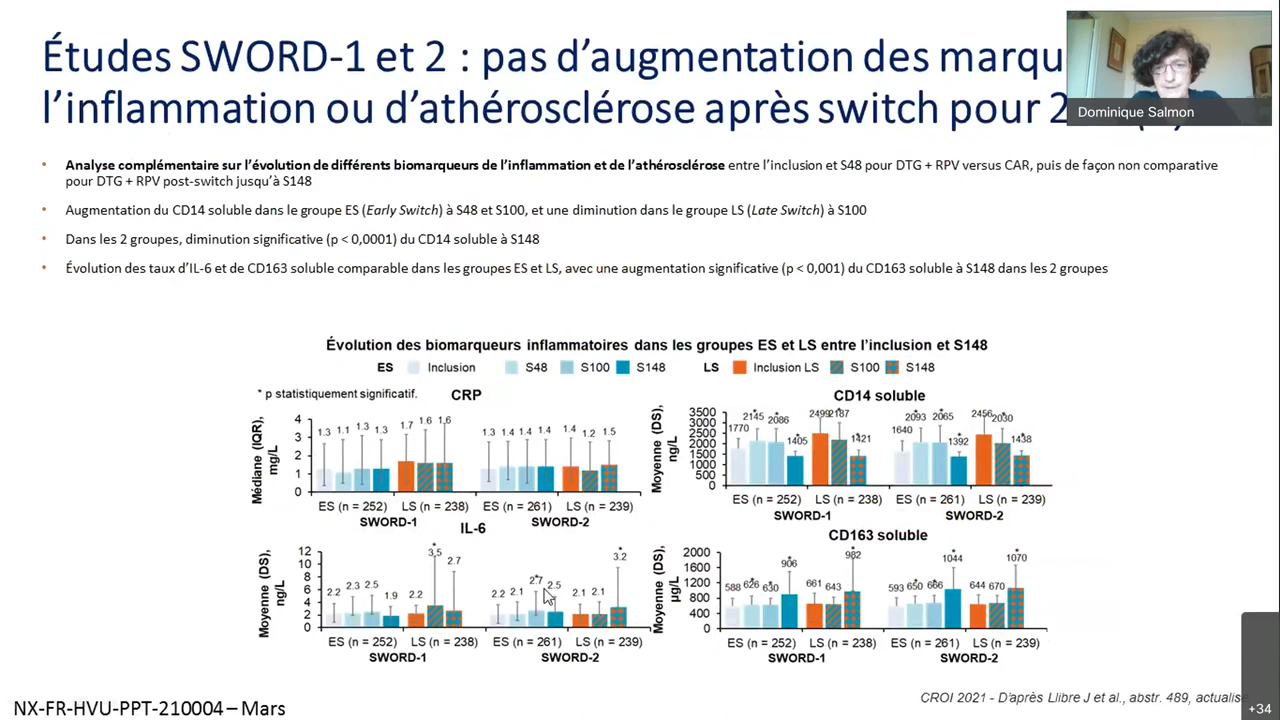 Études SWORD-1 et 2 : pas d’augmentation des marqu
l’inflammation ou d’athérosclérose après switch pour 2
Dominique Salmon
• Analyse complémentaire sur l’évolution de différents biomarqueurs de l’inflammation et de l’athérosclérose entre l’inclusion et S48 pour DTG + RPV versus CAR, puis de façon non comparative
pour DTG + RPV post-switch jusqu’à S148
• Augmentation du CD14 soluble dans le groupe ES (Early Switch) à S48 et S100, et une diminution dans le groupe LS (Late Switch) à S100
• Dans les 2 groupes, diminution significative (p < 0,0001) du CD14 soluble à S148
• Évolution des taux d’IL-6 et de CD163 soluble comparable dans les groupes ES et LS, avec une augmentation significative (p < 0,001) du CD163 soluble à S148 dans les 2 groupes
Évolution des biomarqueurs inflammatoires dans les groupes ES et LS entre l’inclusion et S148
ES Inclusion S48 S100 S148 LS Inclusion LS S100 S148
* p statistiquement significatif.
CRP
Médiane (IQR), mg/L
4
3
2
1
0
1.3 1.1 1.3 1.3 1.7 1.6 1.6 1.3 1.4 1.4 1.4 1.4 1.2 1.5
ES (n = 252) LS (n = 238) ES (n = 261) LS (n = 239)
SWORD-1 SWORD-2
CD14 soluble
Moyenne (DS), ng/L
3500
3000
2500
2000
1500
1000
500
0
1770 2145* 2086* 1405* 2499 2187* 1421* 1640 2093* 2065* 1392* 2456 2030* 1438*
ES (n = 252) LS (n = 238) ES (n = 261) LS (n = 239)
SWORD-1 SWORD-2
IL-6
Moyenne (DS), ng/L
12
10
8
6
4
2
0
2.2 2.3 2.5 1.9 2.2 3,5* 2.7 2.2 2.1 2.7* 2.5 2.1 2.1 3.2*
ES (n = 252) LS (n = 238) ES (n = 261) LS (n = 239)
SWORD-1 SWORD-2
CD163 soluble
Moyenne (DS), µg/L
2000
1600
1200
800
400
0
588 626* 630* 906* 661 643 982* 593 650* 666* 1044* 644 670 1070*
ES (n = 252) LS (n = 238) ES (n = 261) LS (n = 239)
SWORD-1 SWORD-2
CROI 2021 - D’après Llibre J et al., abstr. 489, actualisé
NX-FR-HVU-PPT-210004 – Mars
+34